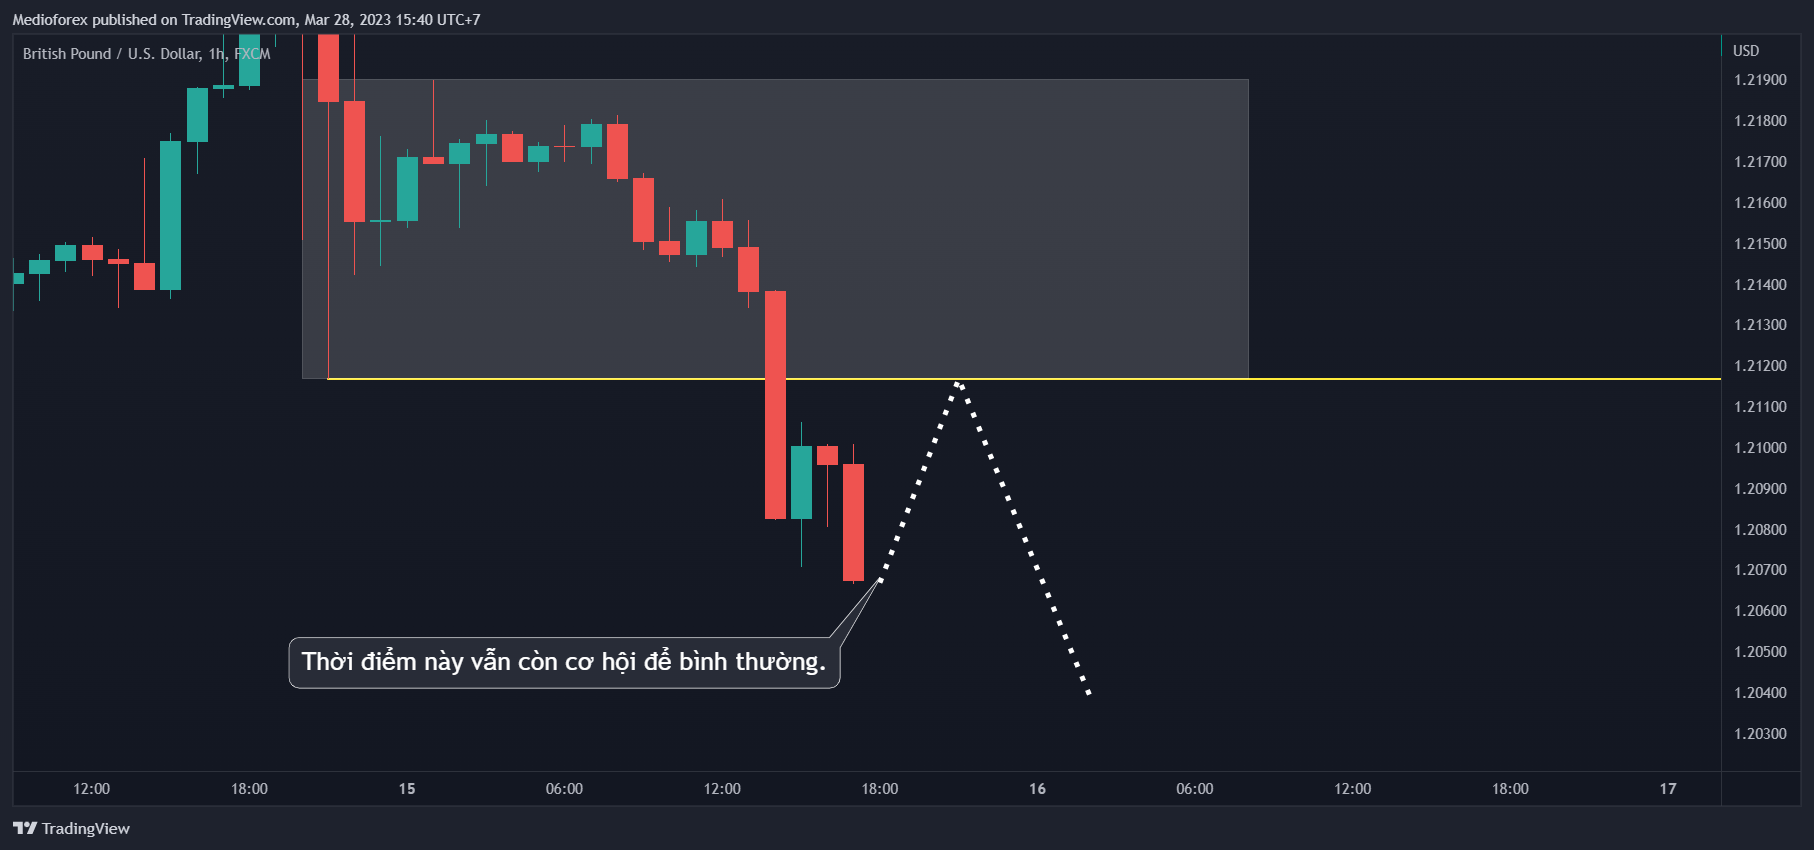 Medioforex published on TradingView.com, Mar 28, 2023 15:40 UTC+7
British Pound / U.S. Dollar, 1h, FXCM
USD
1.21900
1.21800
1.21700
1.21600
1.21500
1.21400
1.21300
1.21200
1.21100
1.21000
1.20900
1.20800
1.20700
1.20600
1.20500
1.20400
1.20300
Thời điểm này vẫn còn cơ hội để bình thường.
12:00 18:00 15 06:00 12:00 18:00 16 06:00 12:00 18:00 17
TradingView